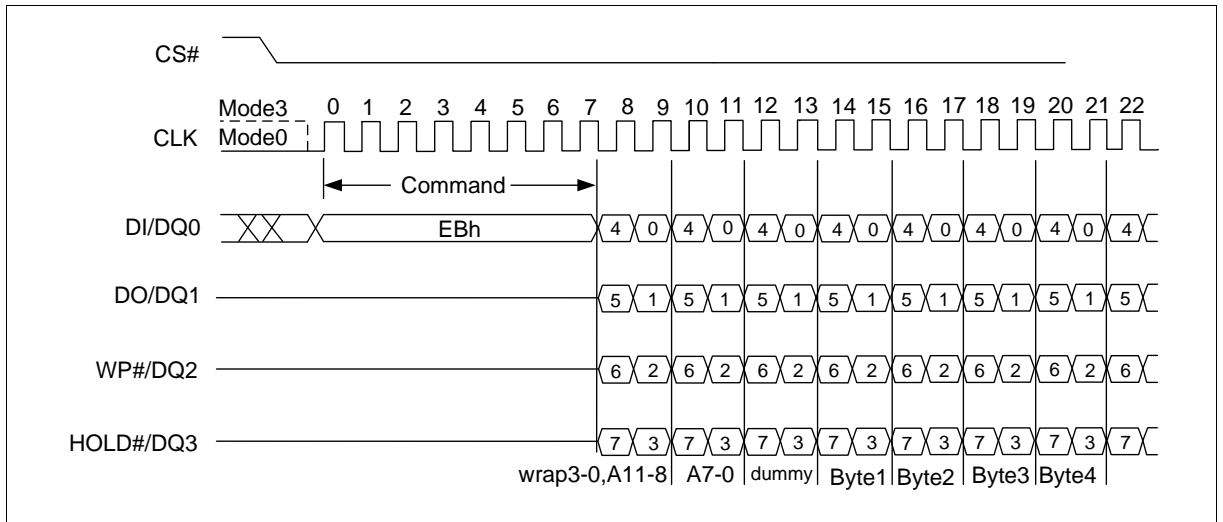 CS#
Mode3 0 1 2 3 4 5 6 7 8 9 10 11 12 13 14 15 16 17 18 19 20 21 22
CLK Mode0
Command
DI/DQ0 EBh 4 0 4 0 4 0 4 0 4 0 4 0 4 0 4
DO/DQ1 5 1 5 1 5 1 5 1 5 1 5 1 5 1 5
WP#/DQ2 6 2 6 2 6 2 6 2 6 2 6 2 6 2 6
HOLD#/DQ3 7 3 7 3 7 3 7 3 7 3 7 3 7 3 7
wrap3-0,A11-8 A7-0 dummy Byte1 Byte2 Byte3 Byte4